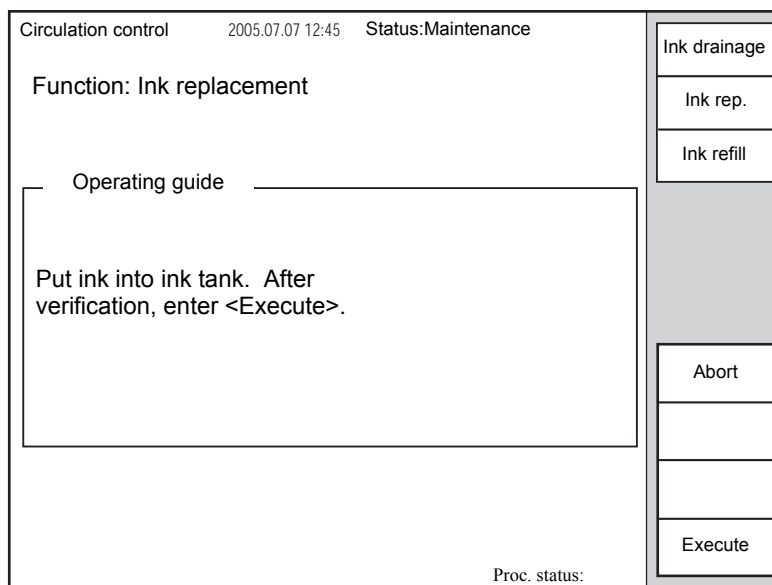 Circulation control 2005.07.07 12:45 Status:Maintenance
Function: Ink replacement
Operating guide
Put ink into ink tank. After
verification, enter <Execute>.
Proc. status:
Ink drainage
Ink rep.
Ink refill
Abort
Execute